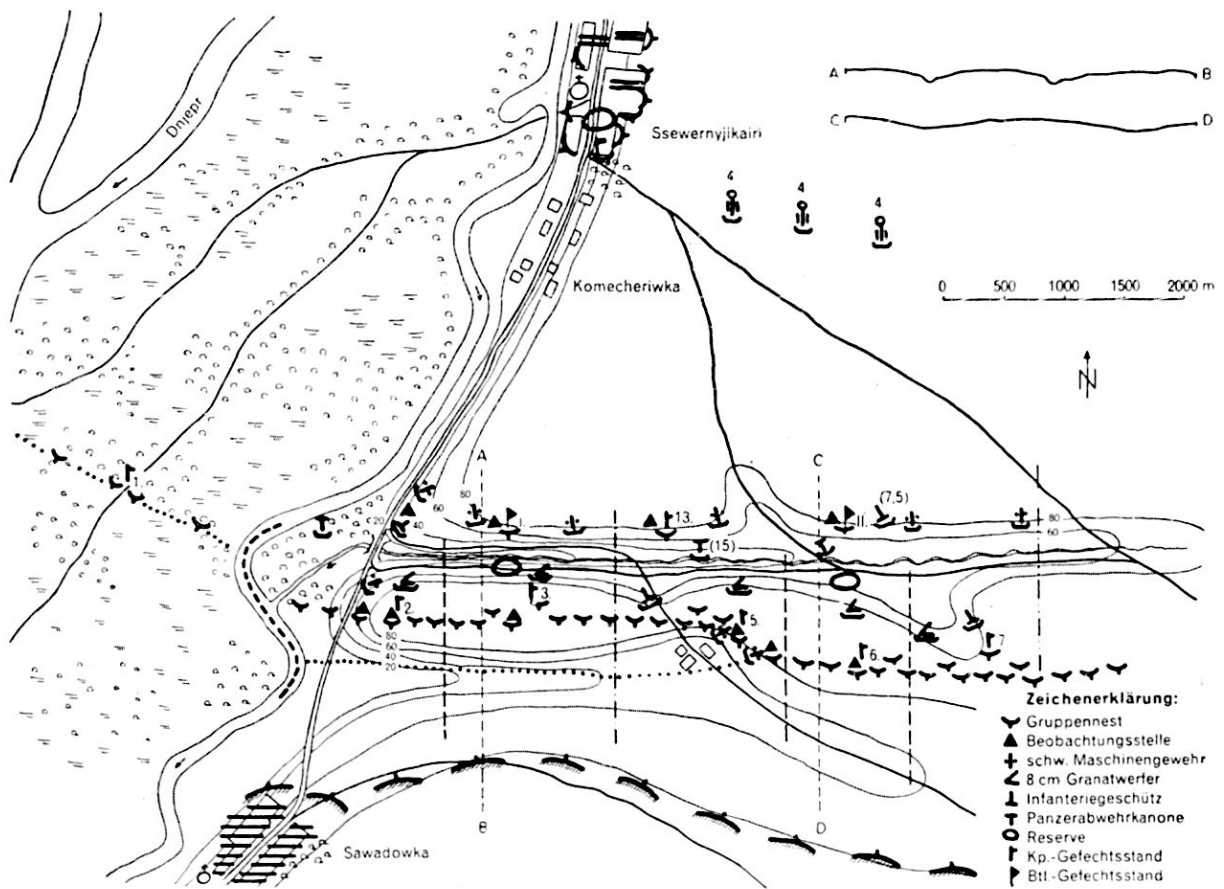 A B
C D
Dnjepr
Ssewernyjikairi
4 4 4
Komecheriwka
0 500 1000 1500 2000 m
N
A C
1.
80
60
20
40
I.
13.
(7,5)
II.
80
60
(15)
3.
2.
5.
6.
7.
80
60
40
20
Zeichenerklärung:
Gruppennest
Beobachtungsstelle
schw. Maschinengewehr
8 cm Granatwerfer
Infanteriegeschütz
Panzerabwehrkanone
Reserve
Kp.-Gefechtsstand
Btl.-Gefechtsstand
B D
Sawadowka